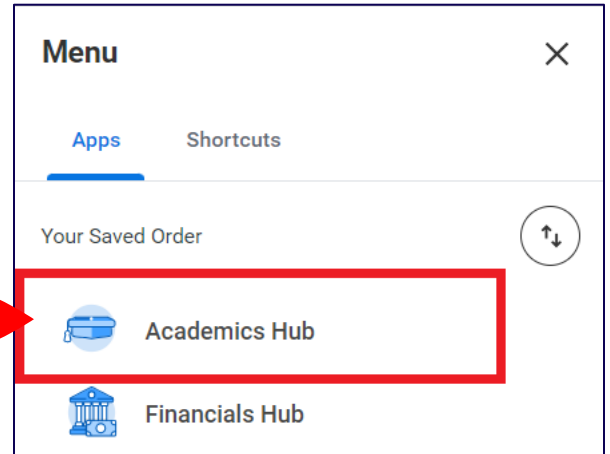 Menu
Apps Shortcuts
Your Saved Order
Academics Hub
Financials Hub